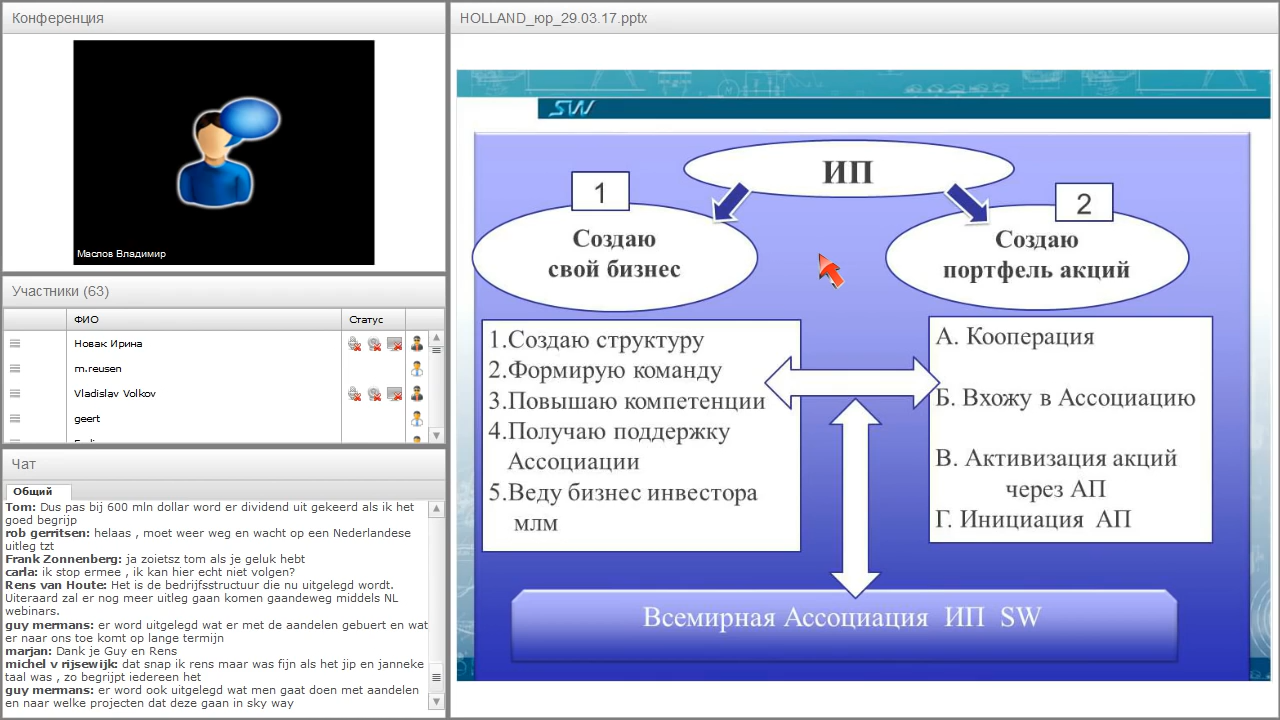 Конференция
Маслов Владимир
Участники (63)
ФИО
Статус
Новак Ирина
m.reusen
Vladislav Volkov
geert
Чат
Общий
Tom: Dus pas bij 600 mln dollar word er dividend uit gekeerd als ik het
goed begrijp
rob gerritsen: helaas , moet weer weg en wacht op een Nederlandese
uitleg tzt
Frank Zonnenberg: ja zoietsz tom als je geluk hebt
carla: ik stop ermee , ik kan hier echt niet volgen?
Rens van Houte: Het is de bedrijfsstructuur die nu uitgelegd wordt.
Uiteraard zal er nog meer uitleg gaan komen gaandeweg middels NL
webinars.
guy mermans: er word uitgelegd wat er met de aandelen gebuert en wat
er naar ons toe komt op lange termijn
marjan: Dank je Guy en Rens
michel v rijsewijk: dat snap ik rens maar was fijn als het jip en janneke
taal was , zo begrijpt iedereen het
guy mermans: er word ook uitgelegd wat men gaat doen met aandelen
en naar welke projecten dat deze gaan in sky way
HOLLAND_юр_29.03.17.pptx
SW
ИП
1
Создаю
свой бизнес
2
Создаю
портфель акций
1.Создаю структуру
2.Формирую команду
3.Повышаю компетенции
4.Получаю поддержку
Ассоциации
5.Веду бизнес инвестора
млм
А. Кооперация
Б. Вхожу в Ассоциацию
В. Активизация акций
через АП
Г. Инициация АП
Всемирная Ассоциация ИП SW